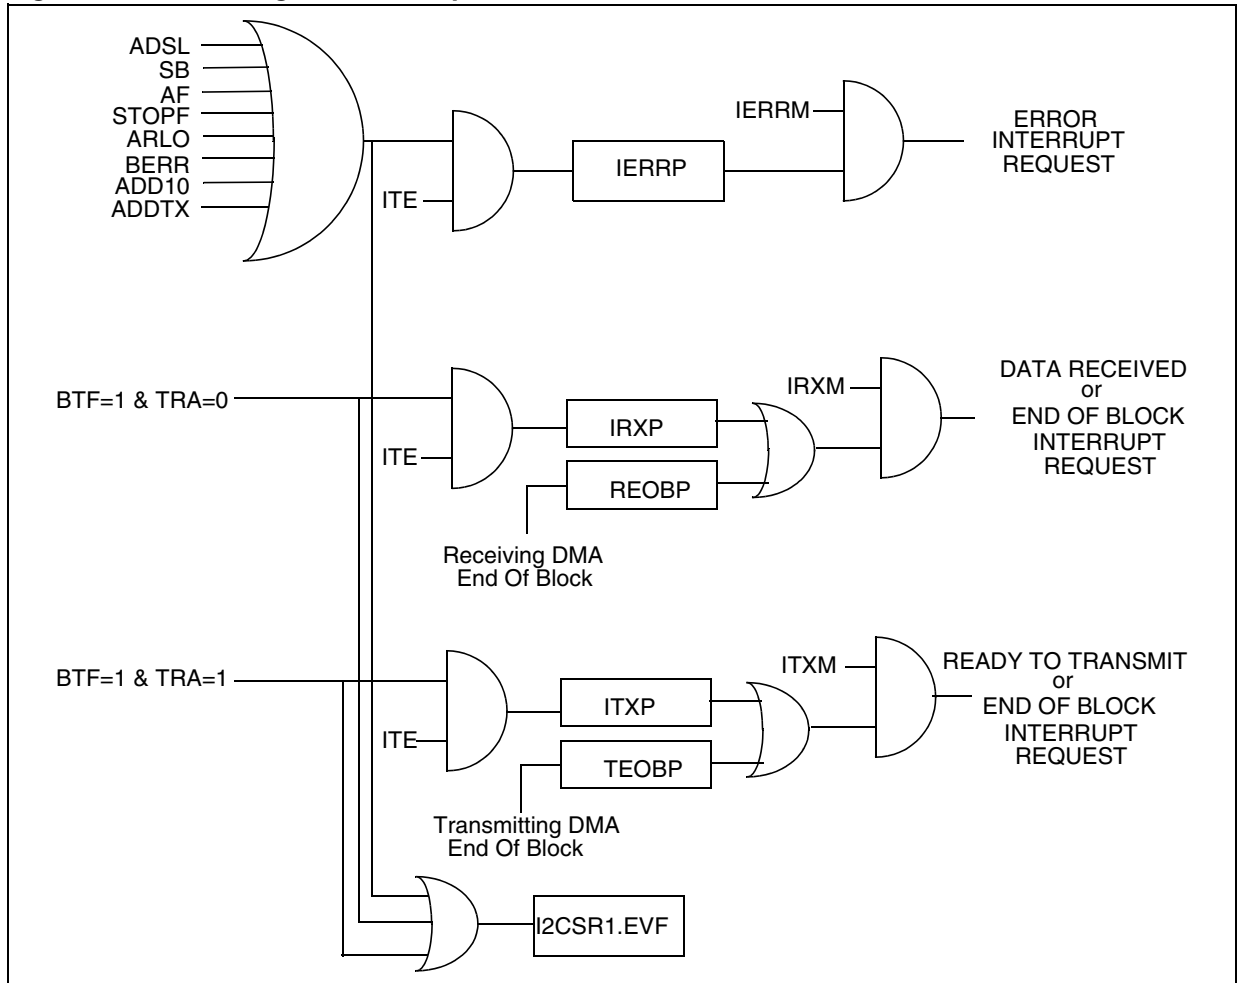 ADSL
SB
AF
STOPF
ARLO
BERR
ADD10
ADDTX
ITE
IERRP
IERRM
ERROR
INTERRUPT
REQUEST
BTF=1 & TRA=0
ITE
IRXP
REOBP
Receiving DMA
End Of Block
IRXM
DATA RECEIVED
or
END OF BLOCK
INTERRUPT
REQUEST
BTF=1 & TRA=1
ITE
ITXP
TEOBP
Transmitting DMA
End Of Block
ITXM
READY TO TRANSMIT
or
END OF BLOCK
INTERRUPT
REQUEST
I2CSR1.EVF